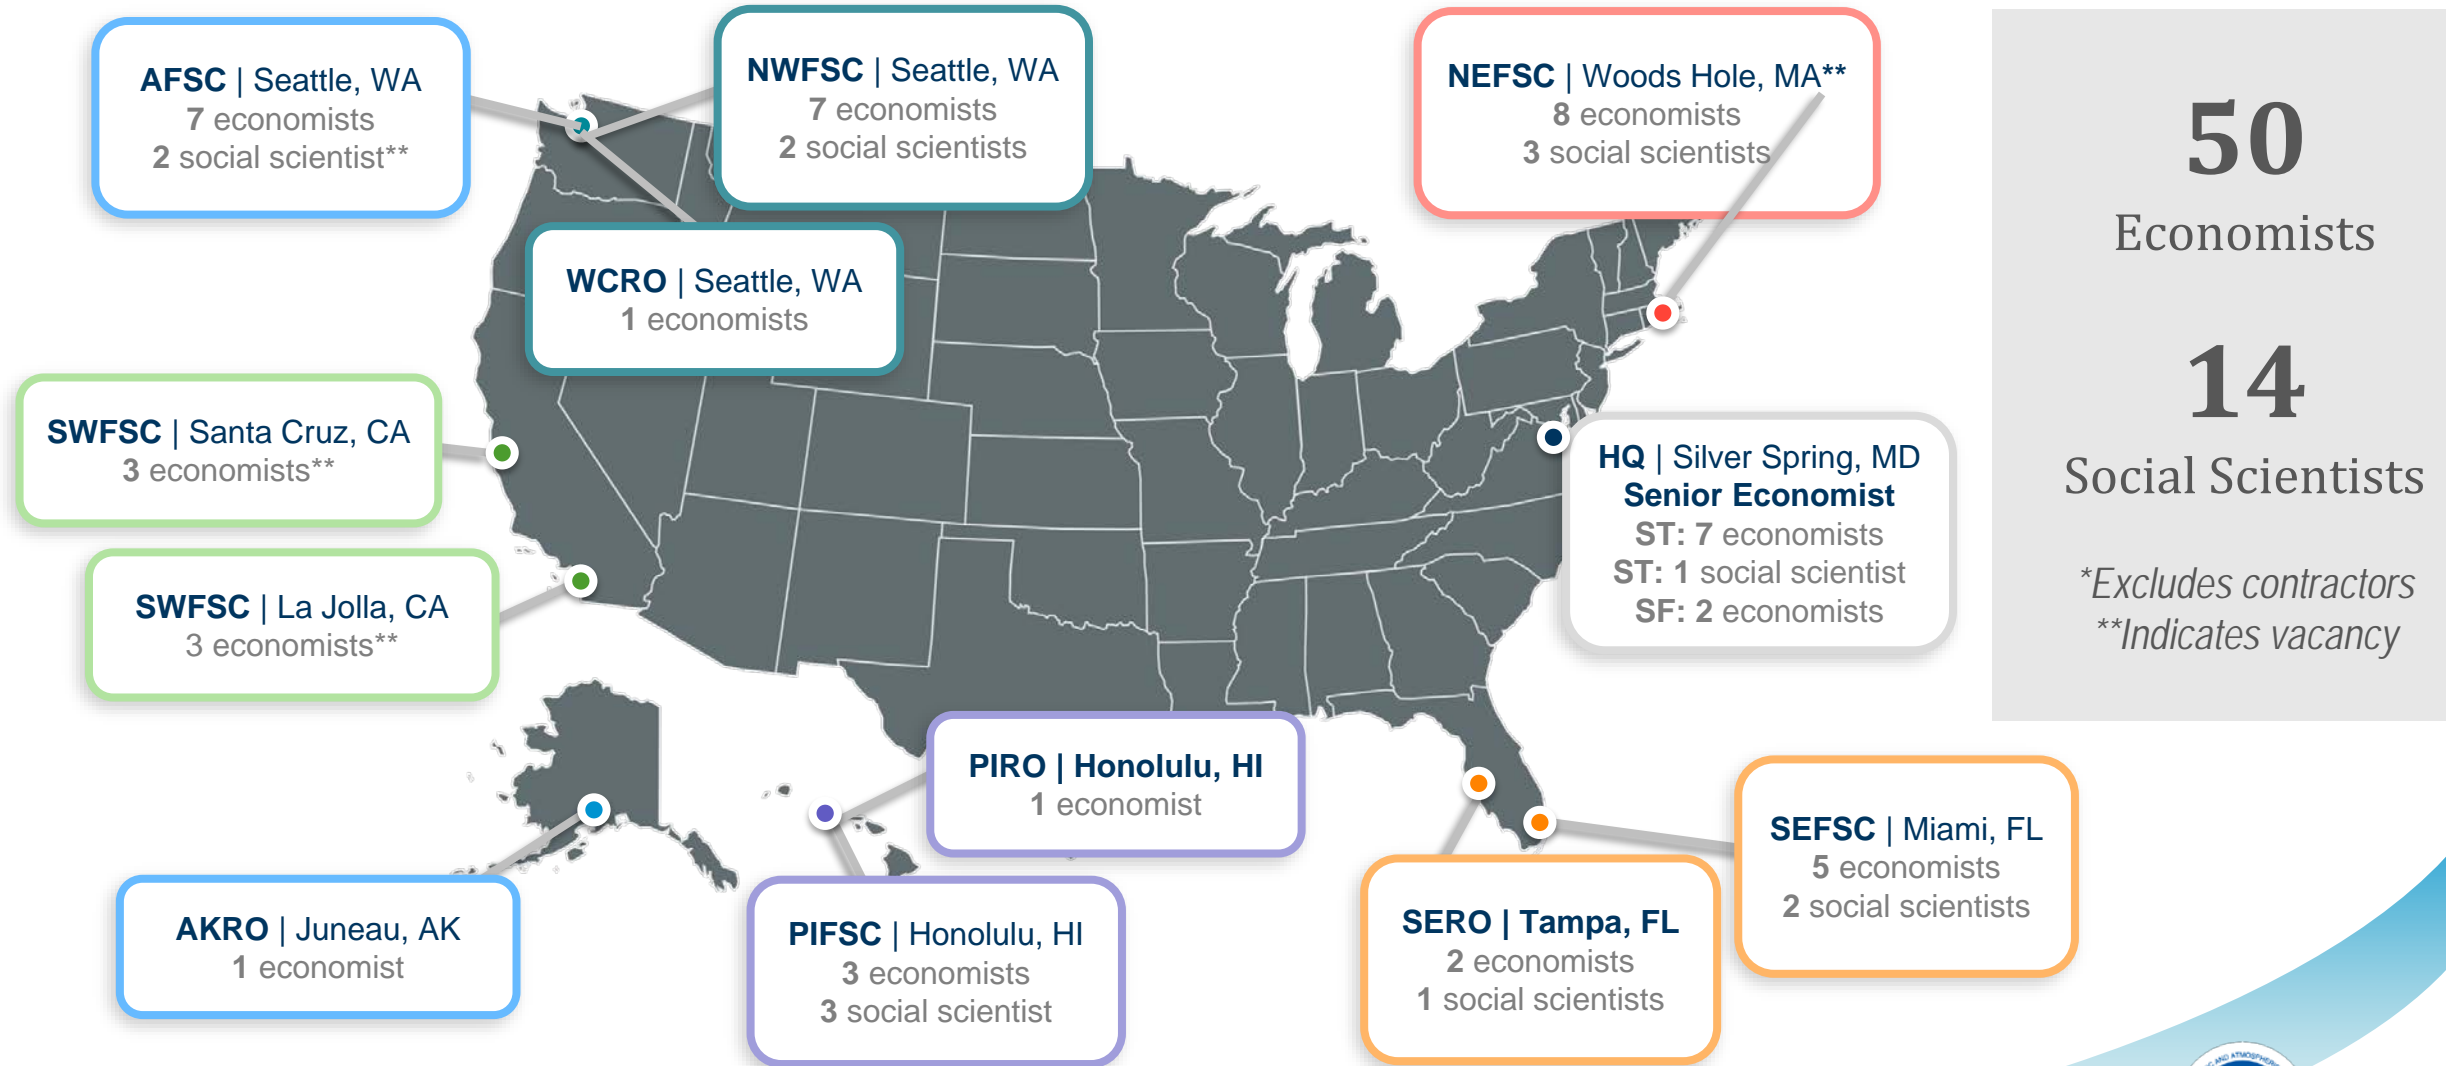 AFSC | Seattle, WA
7 economists
2 social scientist**
NWFSC | Seattle, WA
7 economists
2 social scientists
NEFSC | Woods Hole, MA**
8 economists
3 social scientists
50
Economists
14
Social Scientists
*Excludes contractors
**Indicates vacancy
WCRO | Seattle, WA
1 economists
SWFSC | Santa Cruz, CA
3 economists**
HQ | Silver Spring, MD
Senior Economist
ST: 7 economists
ST: 1 social scientist
SF: 2 economists
SWFSC | La Jolla, CA
3 economists**
PIRO | Honolulu, HI
1 economist
SEFSC | Miami, FL
5 economists
2 social scientists
AKRO | Juneau, AK
1 economist
PIFSC | Honolulu, HI
3 economists
3 social scientist
SERO | Tampa, FL
2 economists
1 social scientists
AND ATMOSPHERIC